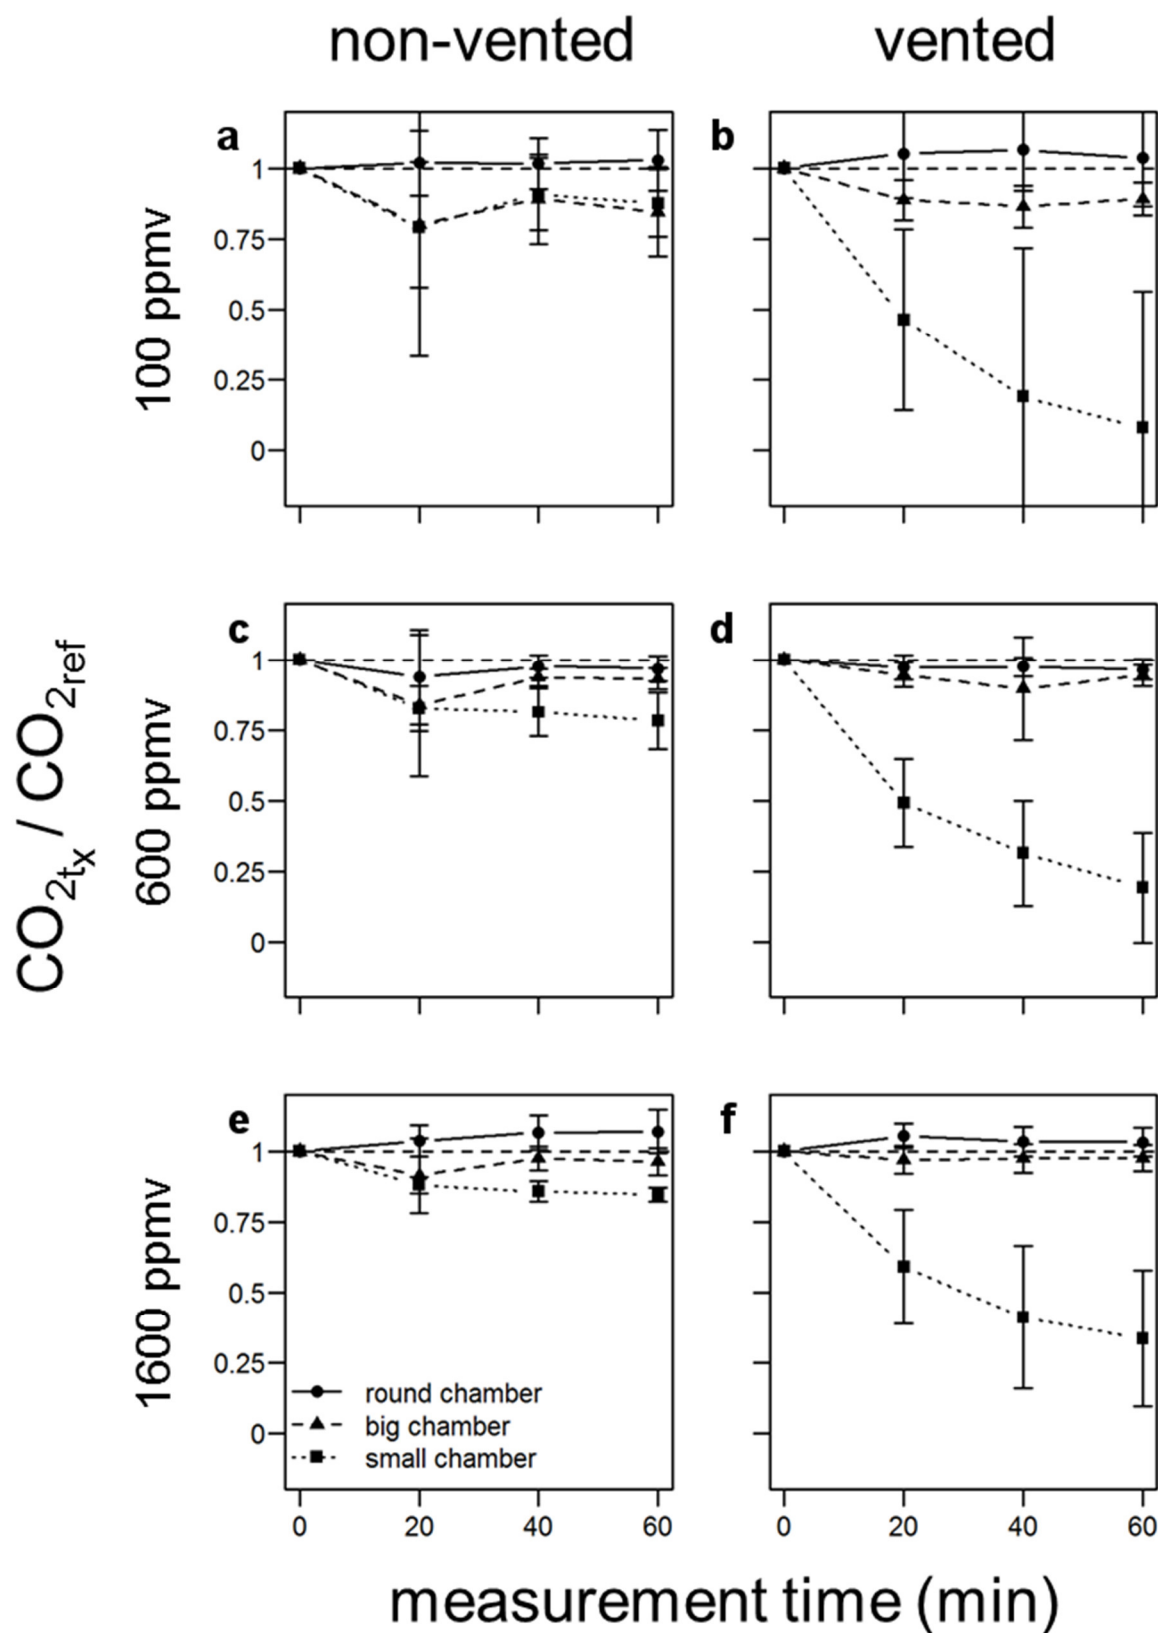 non-vented vented
a b
1
0.75
0.5
0.25
0
100 ppmv
c d
1
0.75
0.5
0.25
0
600 ppmv
CO2tx / CO2ref
e f
1
0.75
0.5
0.25
0
1600 ppmv
round chamber
big chamber
small chamber
0 20 40 60 0 20 40 60
measurement time (min)